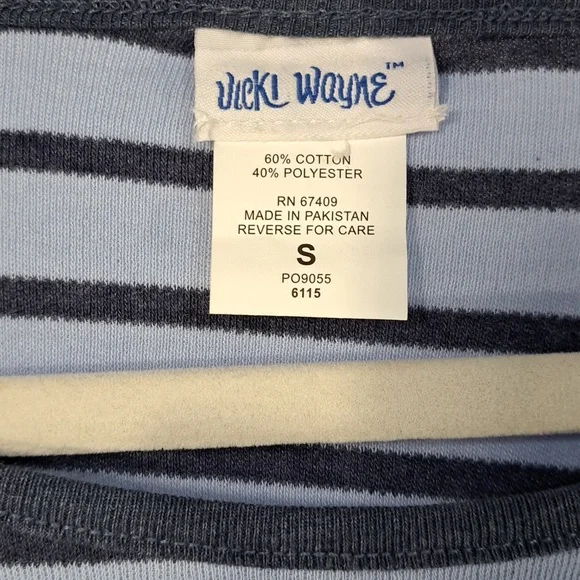 Vicki Wayne™
60% COTTON
40% POLYESTER
RN 67409
MADE IN PAKISTAN
REVERSE FOR CARE
S
PO9055
6115